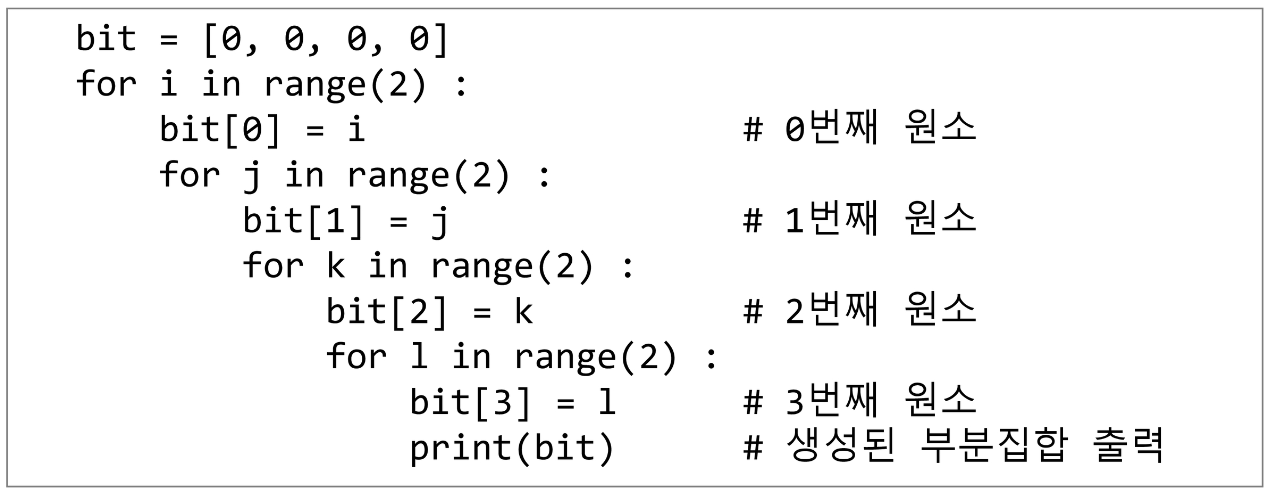 bit = [0, 0, 0, 0]
for i in range(2) :
    bit[0] = i                  # 0번째 원소
    for j in range(2) :
        bit[1] = j              # 1번째 원소
        for k in range(2) :
            bit[2] = k          # 2번째 원소
            for l in range(2) :
                bit[3] = l      # 3번째 원소
                print(bit)      # 생성된 부분집합 출력